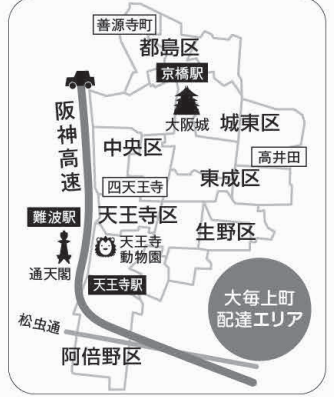 善源寺町
都島区
京橋駅
阪神高速
大阪城
城東区
中央区
高井田
東成区
四天王寺
天王寺区
難波駅
生野区
天王寺
動物園
通天閣
天王寺駅
大毎上町
配達エリア
松虫通
阿倍野区